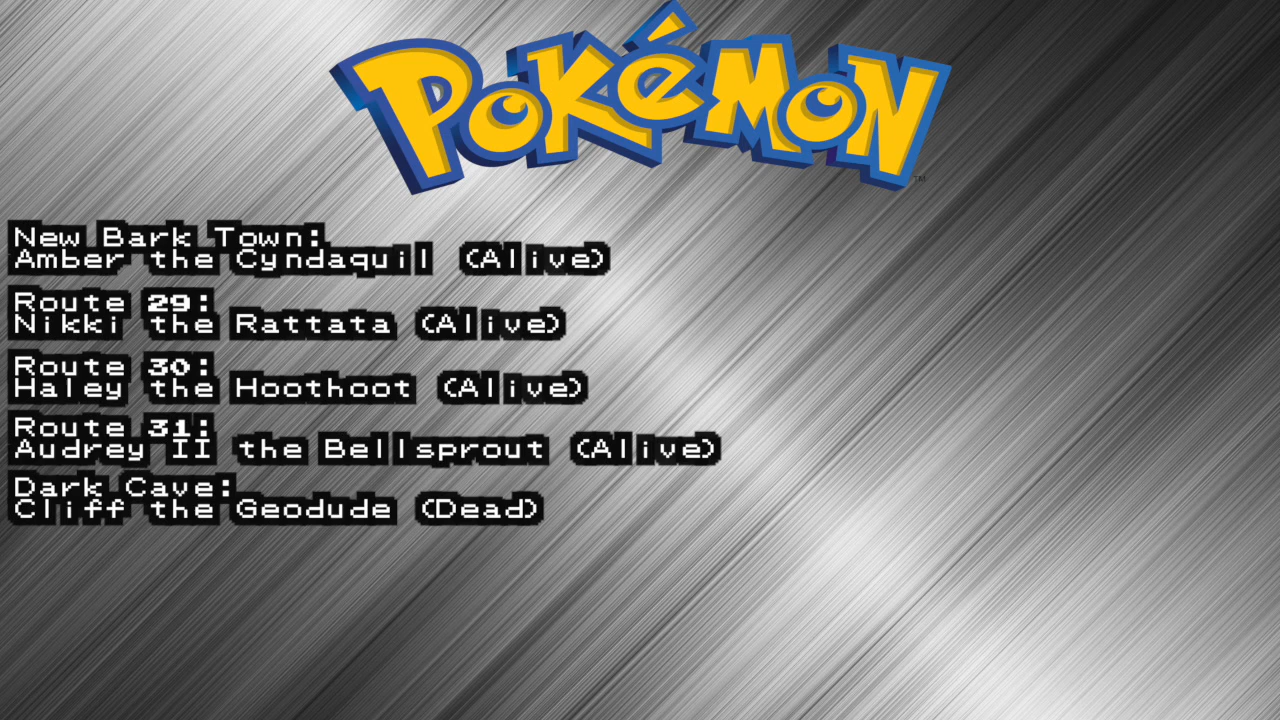 POKéMON
TM
New Bark Town:
Amber the Cyndaquil (Alive)
Route 29:
Nikki the Rattata (Alive)
Route 30:
Haley the Hoothoot (Alive)
Route 31:
Audrey II the Bellsprout (Alive)
Dark Cave:
Cliff the Geodude (Dead)